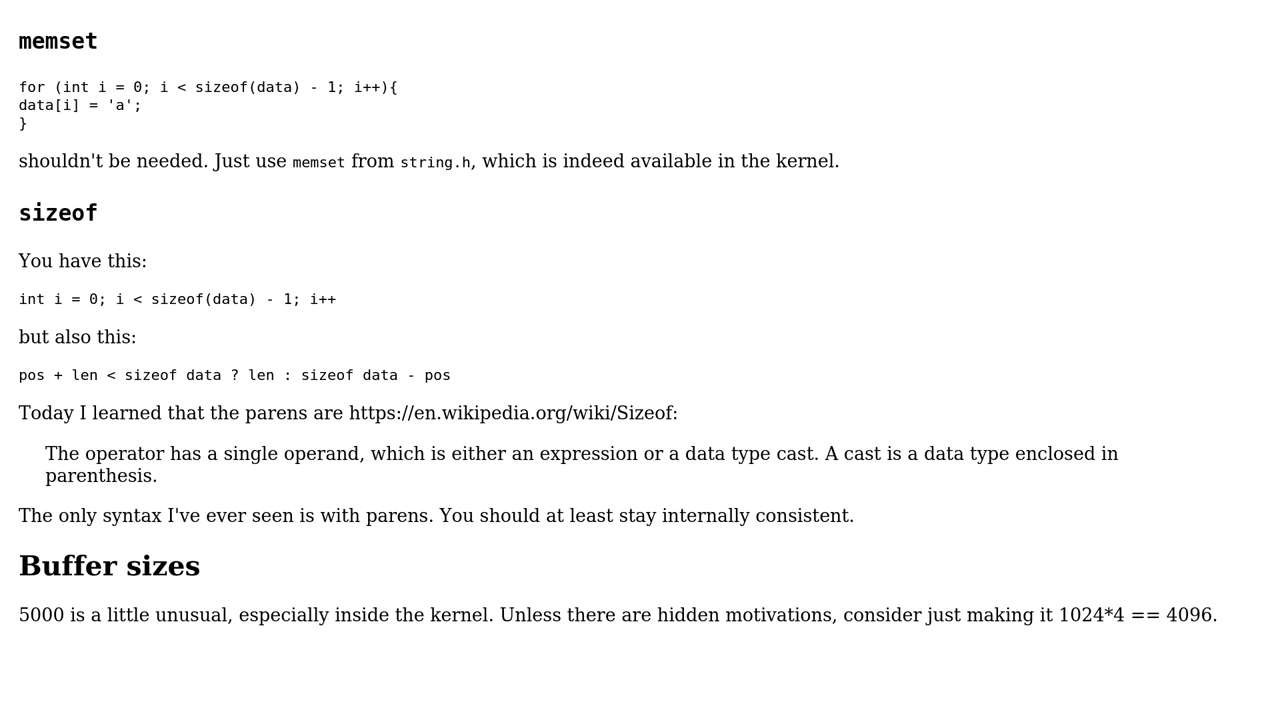 memset
for (int i = 0; i < sizeof(data) - 1; i++){
data[i] = 'a';
}
shouldn't be needed. Just use memset from string.h, which is indeed available in the kernel.
sizeof
You have this:
int i = 0; i < sizeof(data) - 1; i++
but also this:
pos + len < sizeof data ? len : sizeof data - pos
Today I learned that the parens are https://en.wikipedia.org/wiki/Sizeof:
The operator has a single operand, which is either an expression or a data type cast. A cast is a data type enclosed in
parenthesis.
The only syntax I've ever seen is with parens. You should at least stay internally consistent.
Buffer sizes
5000 is a little unusual, especially inside the kernel. Unless there are hidden motivations, consider just making it 1024*4 == 4096.